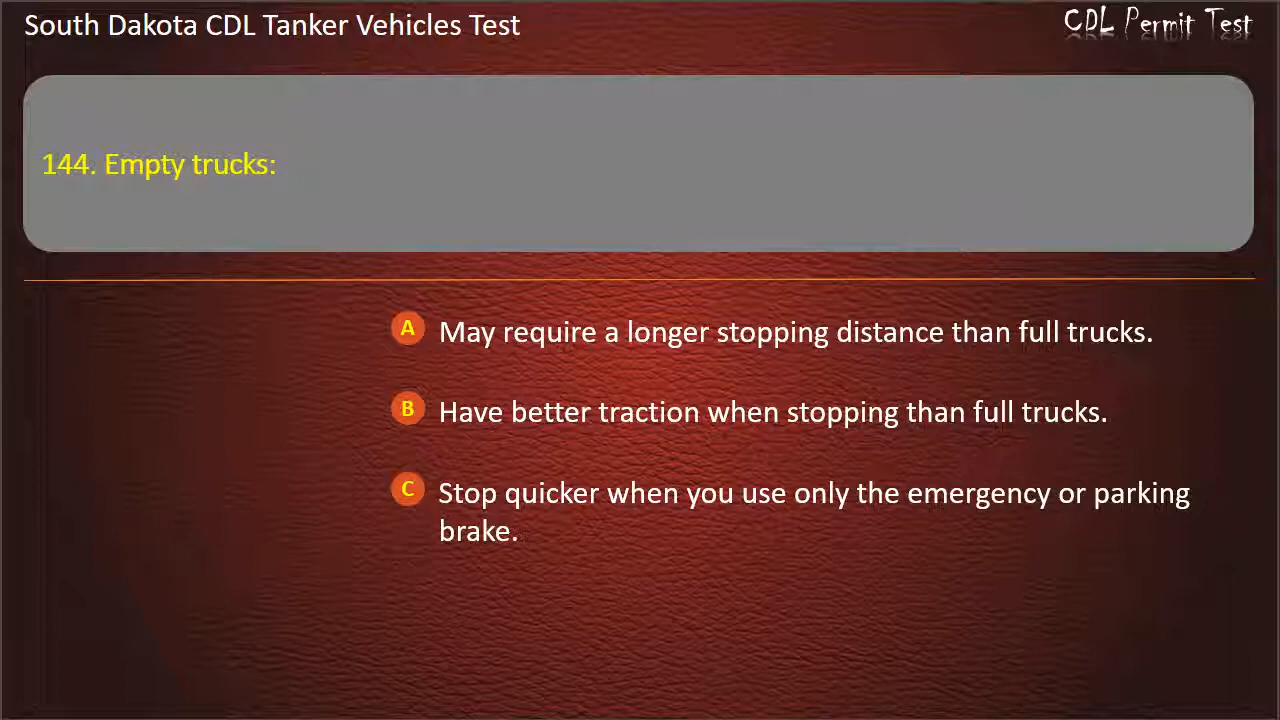 South Dakota CDL Tanker Vehicles Test
CDL Permit Test
144. Empty trucks:
A May require a longer stopping distance than full trucks.
B Have better traction when stopping than full trucks.
C Stop quicker when you use only the emergency or parking
brake.